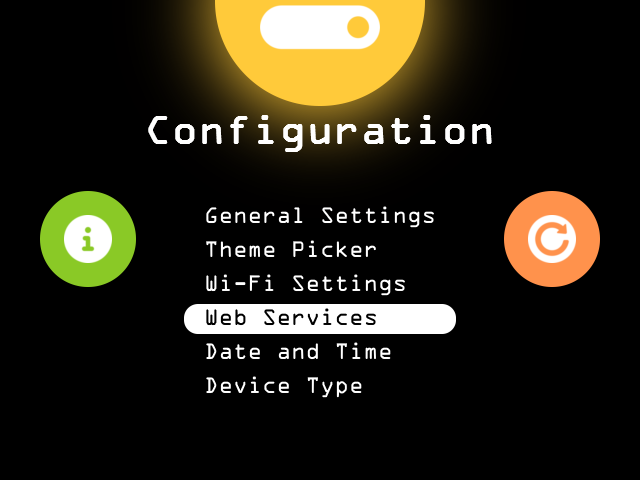 Configuration
General Settings
Theme Picker
Wi-Fi Settings
Web Services
Date and Time
Device Type